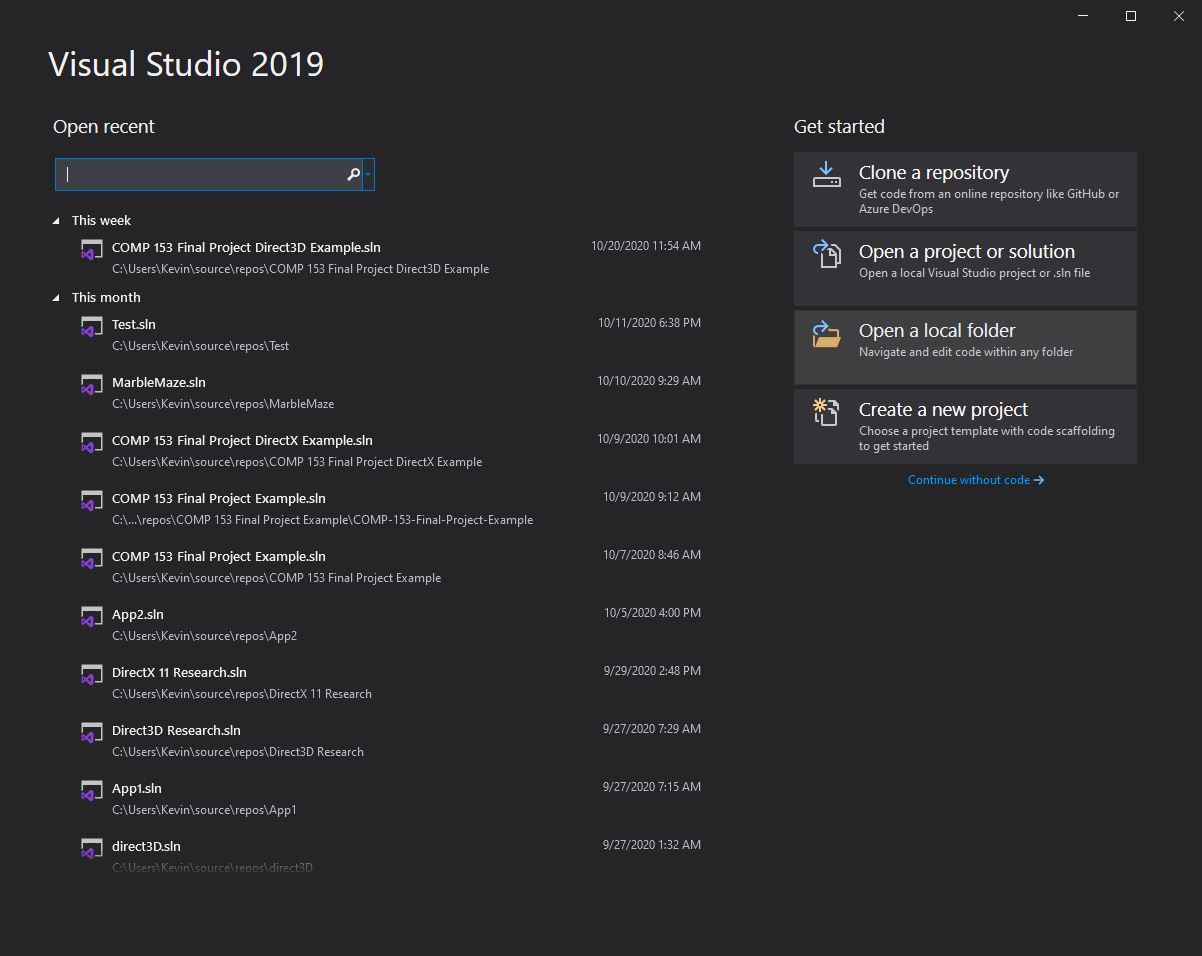 Visual Studio 2019
Open recent
This week
COMP 153 Final Project Direct3D Example.sln 10/20/2020 11:54 AM
C:\Users\Kevin\source\repos\COMP 153 Final Project Direct3D Example
This month
Test.sln 10/11/2020 6:38 PM
C:\Users\Kevin\source\repos\Test
MarbleMaze.sln 10/10/2020 9:29 AM
C:\Users\Kevin\source\repos\MarbleMaze
COMP 153 Final Project DirectX Example.sln 10/9/2020 10:01 AM
C:\Users\Kevin\source\repos\COMP 153 Final Project DirectX Example
COMP 153 Final Project Example.sln 10/9/2020 9:12 AM
C:\...\repos\COMP 153 Final Project Example\COMP-153-Final-Project-Example
COMP 153 Final Project Example.sln 10/7/2020 8:46 AM
C:\Users\Kevin\source\repos\COMP 153 Final Project Example
App2.sln 10/5/2020 4:00 PM
C:\Users\Kevin\source\repos\App2
DirectX 11 Research.sln 9/29/2020 2:48 PM
C:\Users\Kevin\source\repos\DirectX 11 Research
Direct3D Research.sln 9/27/2020 7:29 AM
C:\Users\Kevin\source\repos\Direct3D Research
App1.sln 9/27/2020 7:15 AM
C:\Users\Kevin\source\repos\App1
direct3D.sln 9/27/2020 1:32 AM
C:\Users\Kevin\source\repos\direct3D
Get started
Clone a repository
Get code from an online repository like GitHub or
Azure DevOps
Open a project or solution
Open a local Visual Studio project or .sln file
Open a local folder
Navigate and edit code within any folder
Create a new project
Choose a project template with code scaffolding
to get started
Continue without code